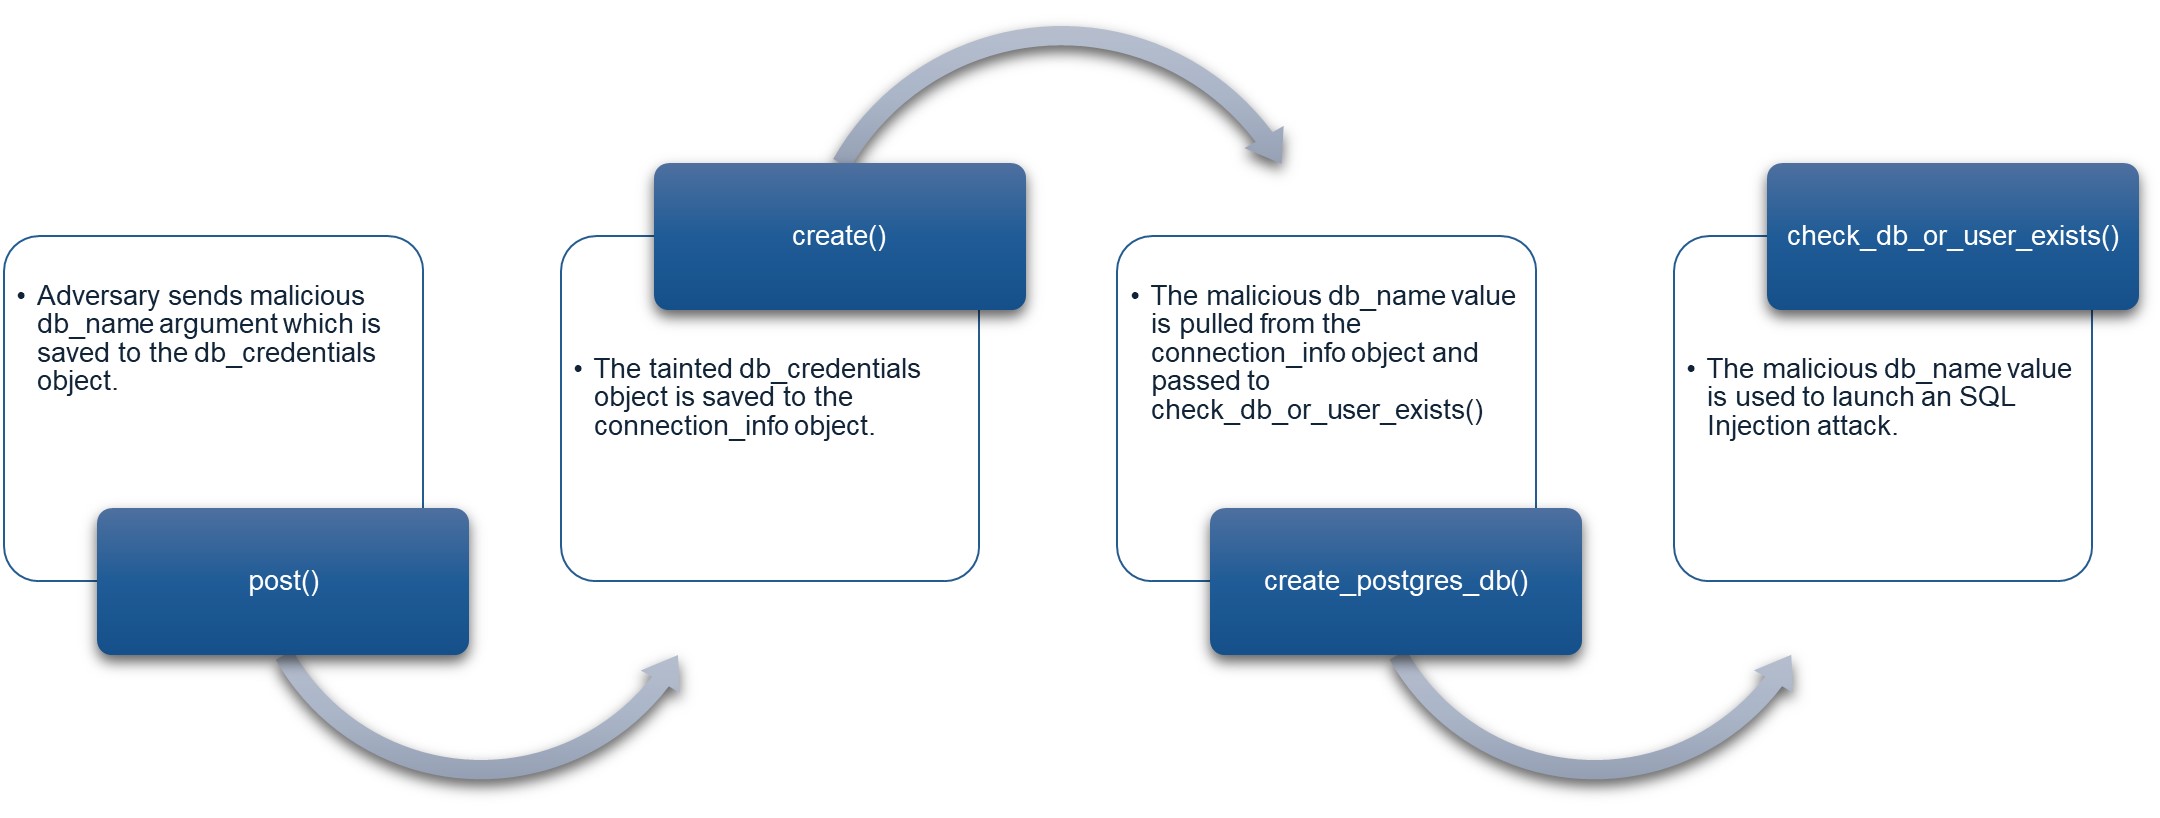 • Adversary sends malicious
db_name argument which is
saved to the db_credentials
object.
post()
create()
• The tainted db_credentials
object is saved to the
connection_info object.
• The malicious db_name value
is pulled from the
connection_info object and
passed to
check_db_or_user_exists()
create_postgres_db()
check_db_or_user_exists()
• The malicious db_name value
is used to launch an SQL
Injection attack.